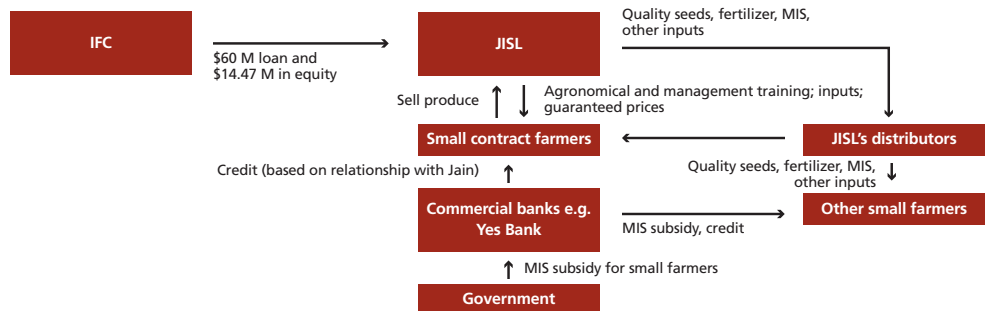 IFC
$60 M loan and
$14.47 M in equity
JISL
Quality seeds, fertilizer, MIS,
other inputs
Sell produce
Agronomical and management training; inputs;
guaranteed prices
Small contract farmers
JISL's distributors
Credit (based on relationship with Jain)
Quality seeds, fertilizer, MIS,
other inputs
Commercial banks e.g.
Yes Bank
MIS subsidy, credit
Other small farmers
MIS subsidy for small farmers
Government